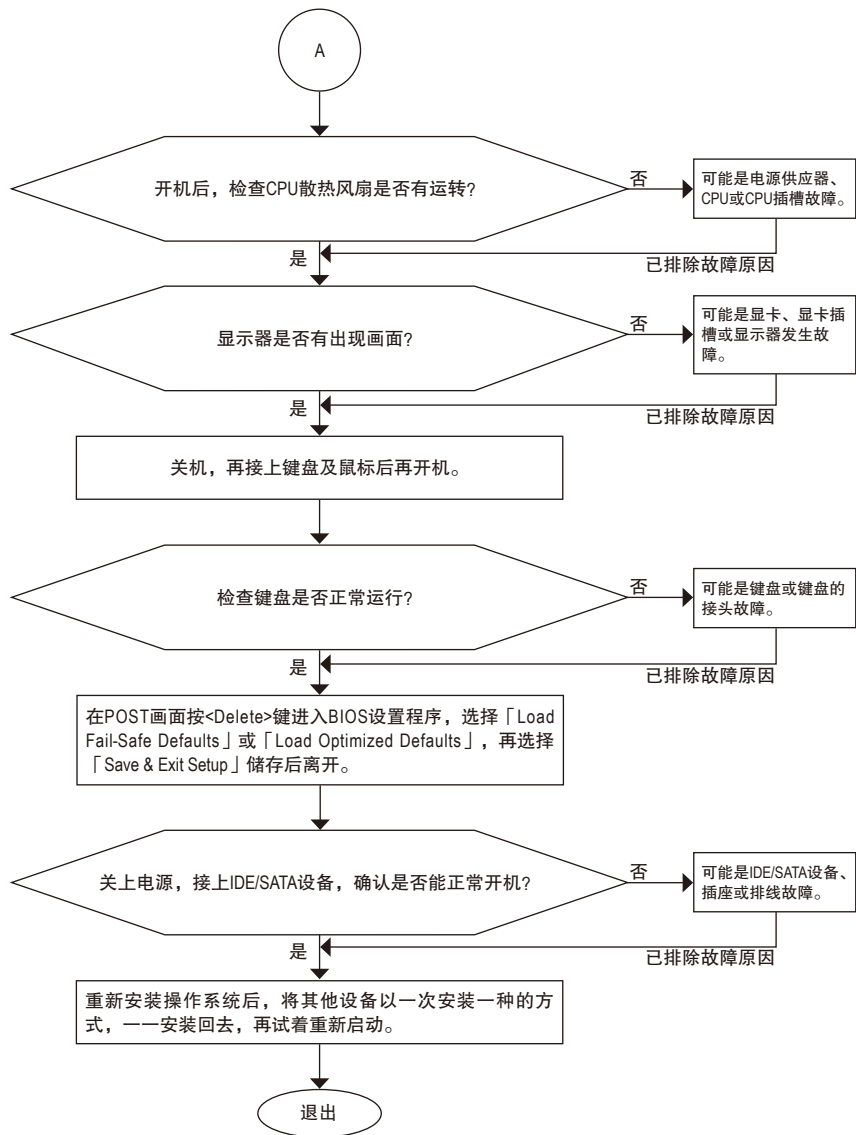 A
开机后，检查CPU散热风扇是否有运转？
否
可能是电源供应器、
CPU或CPU插槽故障。
是
已排除故障原因
显示器是否有出现画面？
否
可能是显卡、显卡插
槽或显示器发生故
障。
是
已排除故障原因
关机，再接上键盘及鼠标后再开机。
检查键盘是否正常运行？
否
可能是键盘或键盘的
接头故障。
是
已排除故障原因
在POST画面按<Delete>键进入BIOS设置程序，选择「Load
Fail-Safe Defaults」或「Load Optimized Defaults」，再选择
「Save & Exit Setup」储存后离开。
关上电源，接上IDE/SATA设备，确认是否能正常开机？
否
可能是IDE/SATA设备、
插座或排线故障。
是
已排除故障原因
重新安装操作系统后，将其他设备以一次安装一种的方
式，一一安装回去，再试着重新启动。
退出